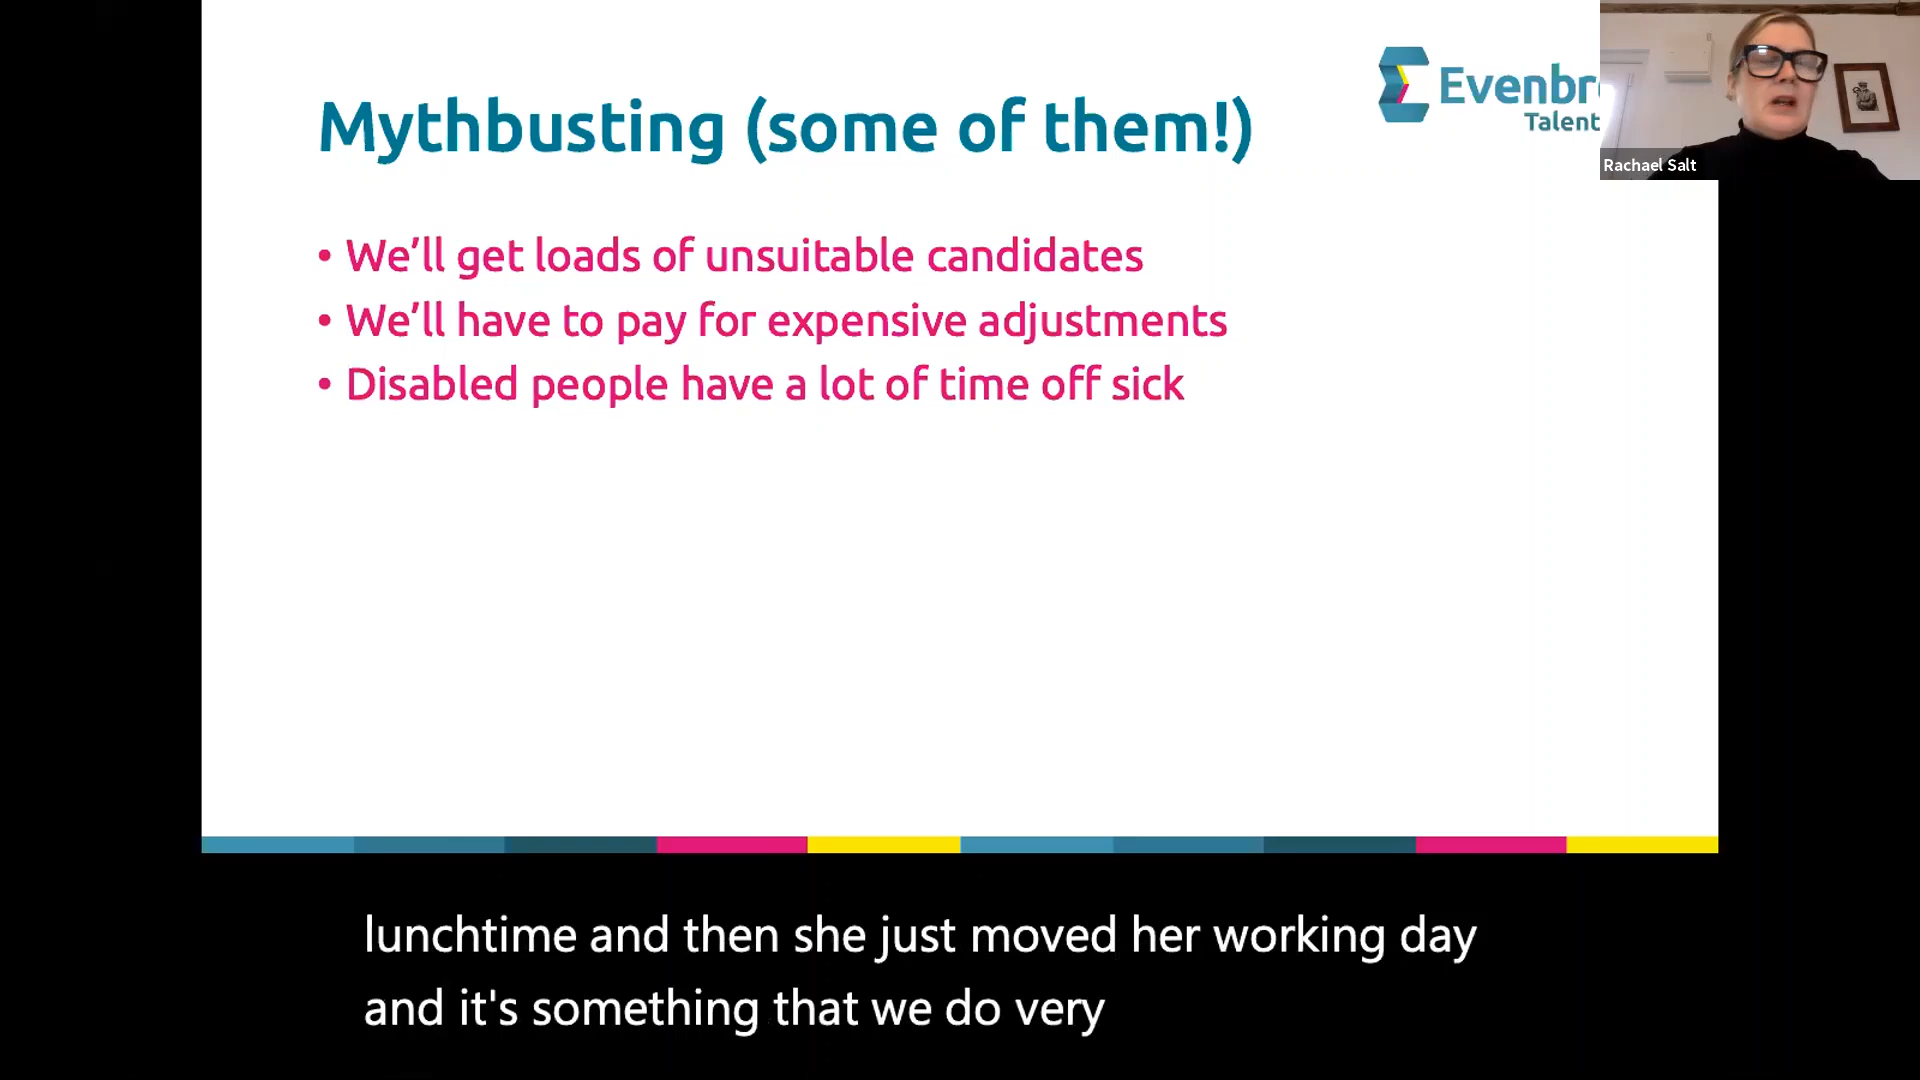 Mythbusting (some of them!)
Evenbr
Talent
Rachael Salt
• We’ll get loads of unsuitable candidates
• We’ll have to pay for expensive adjustments
• Disabled people have a lot of time off sick
lunchtime and then she just moved her working day
and it's something that we do very